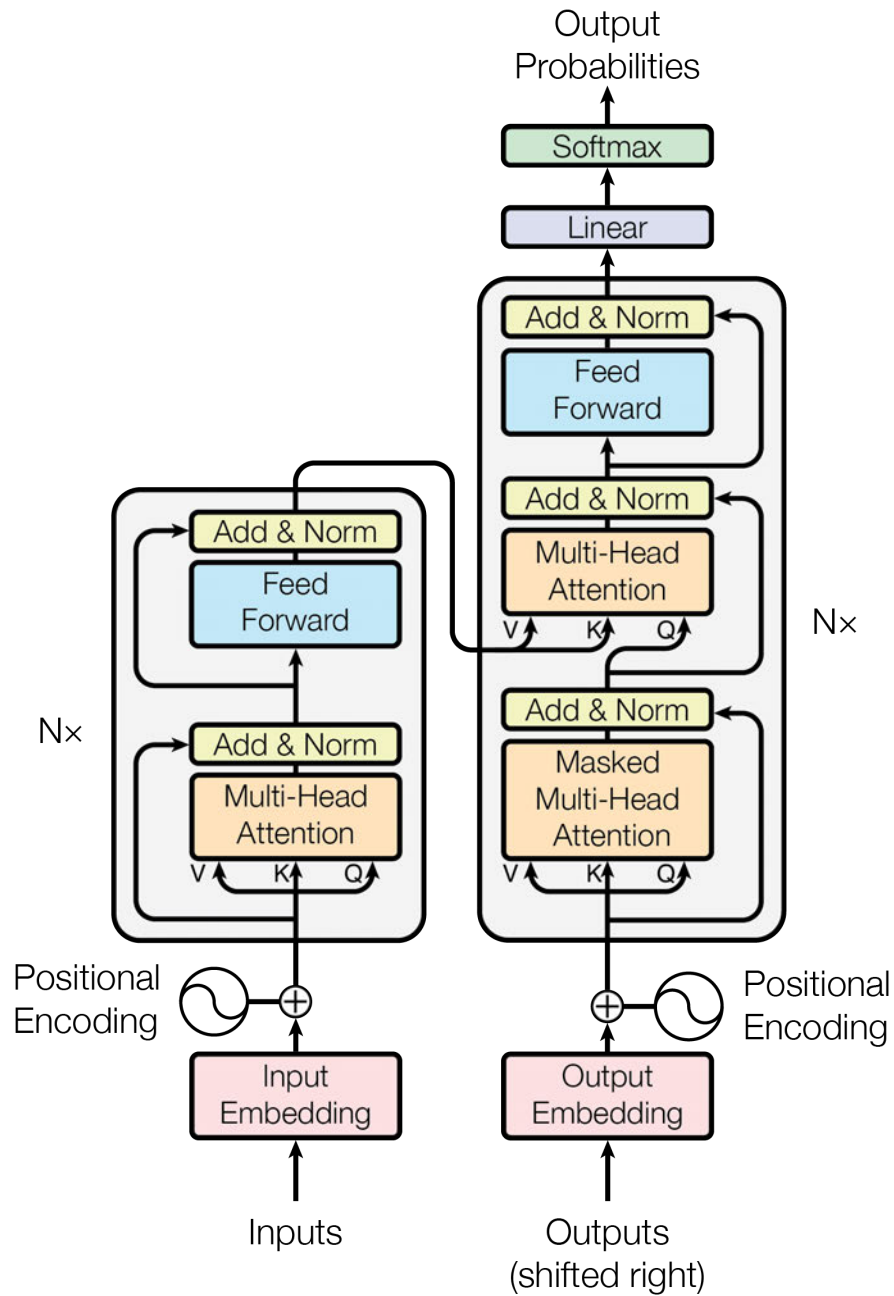 Output
Probabilities
Softmax
Linear
Add & Norm
Feed
Forward
Add & Norm
Multi-Head
Attention
V K Q
Add & Norm
Masked
Multi-Head
Attention
V K Q
N×
Add & Norm
Feed
Forward
Add & Norm
Multi-Head
Attention
V K Q
N×
Positional
Encoding
Positional
Encoding
Input
Embedding
Output
Embedding
Inputs
Outputs
(shifted right)